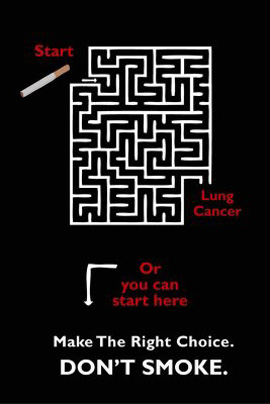 Start
Lung
Cancer
Or
you can
start here
Make The Right Choice.
DON'T SMOKE.